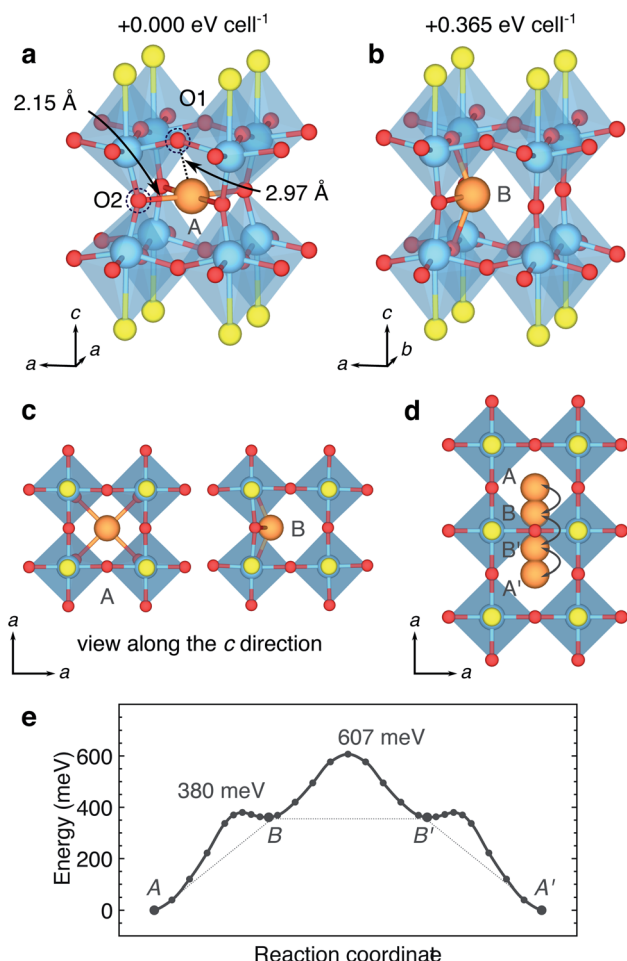 +0.000 eV cell⁻¹
+0.365 eV cell⁻¹
a
b
2.15 Å
O1
2.97 Å
O2
A
B
c
a
a
c
b
a
c
d
A
B
A
B
B'
A'
a
a
view along the c direction
a
a
e
Energy (meV)
600
400
200
0
380 meV
607 meV
A
B
B'
A'
Reaction coordinate